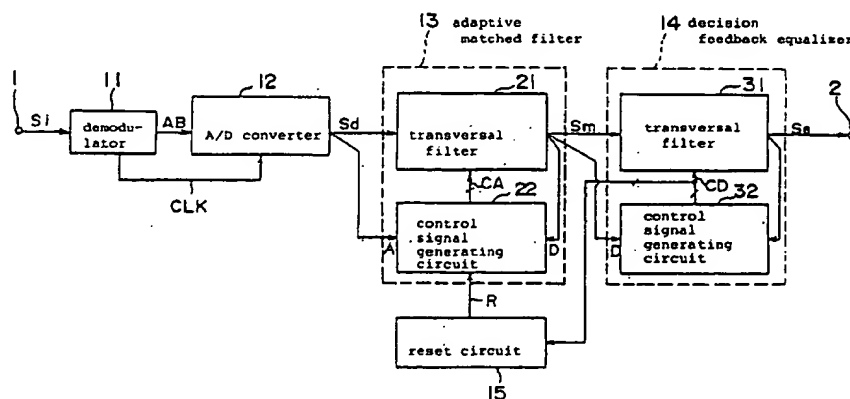 13 adaptive
matched filter
14 decision
feedback equalizer
1
11
12
21
31
2
Si
demodu-
lator
AB
A/D converter
Sd
transversal
filter
Sm
transversal
filter
CLK
CA
22
CD
32
A
control
signal
generating
circuit
D
D
control
signal
generating
circuit
R
reset circuit
15